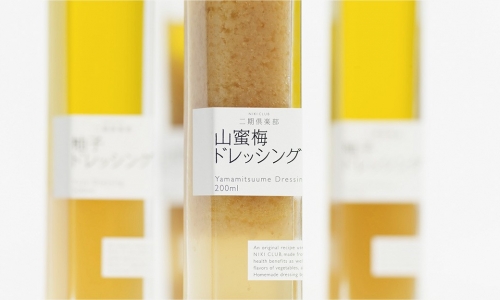 NIKI CLUB
二期倶楽部
山蜜梅
ドレッシング
Yamamitsuume Dressin
200ml
An original recipe
NIKI CLUB, made fr
health benefits as
flavors of vegetables,
Homemade dressing
柚子
ドレッシング